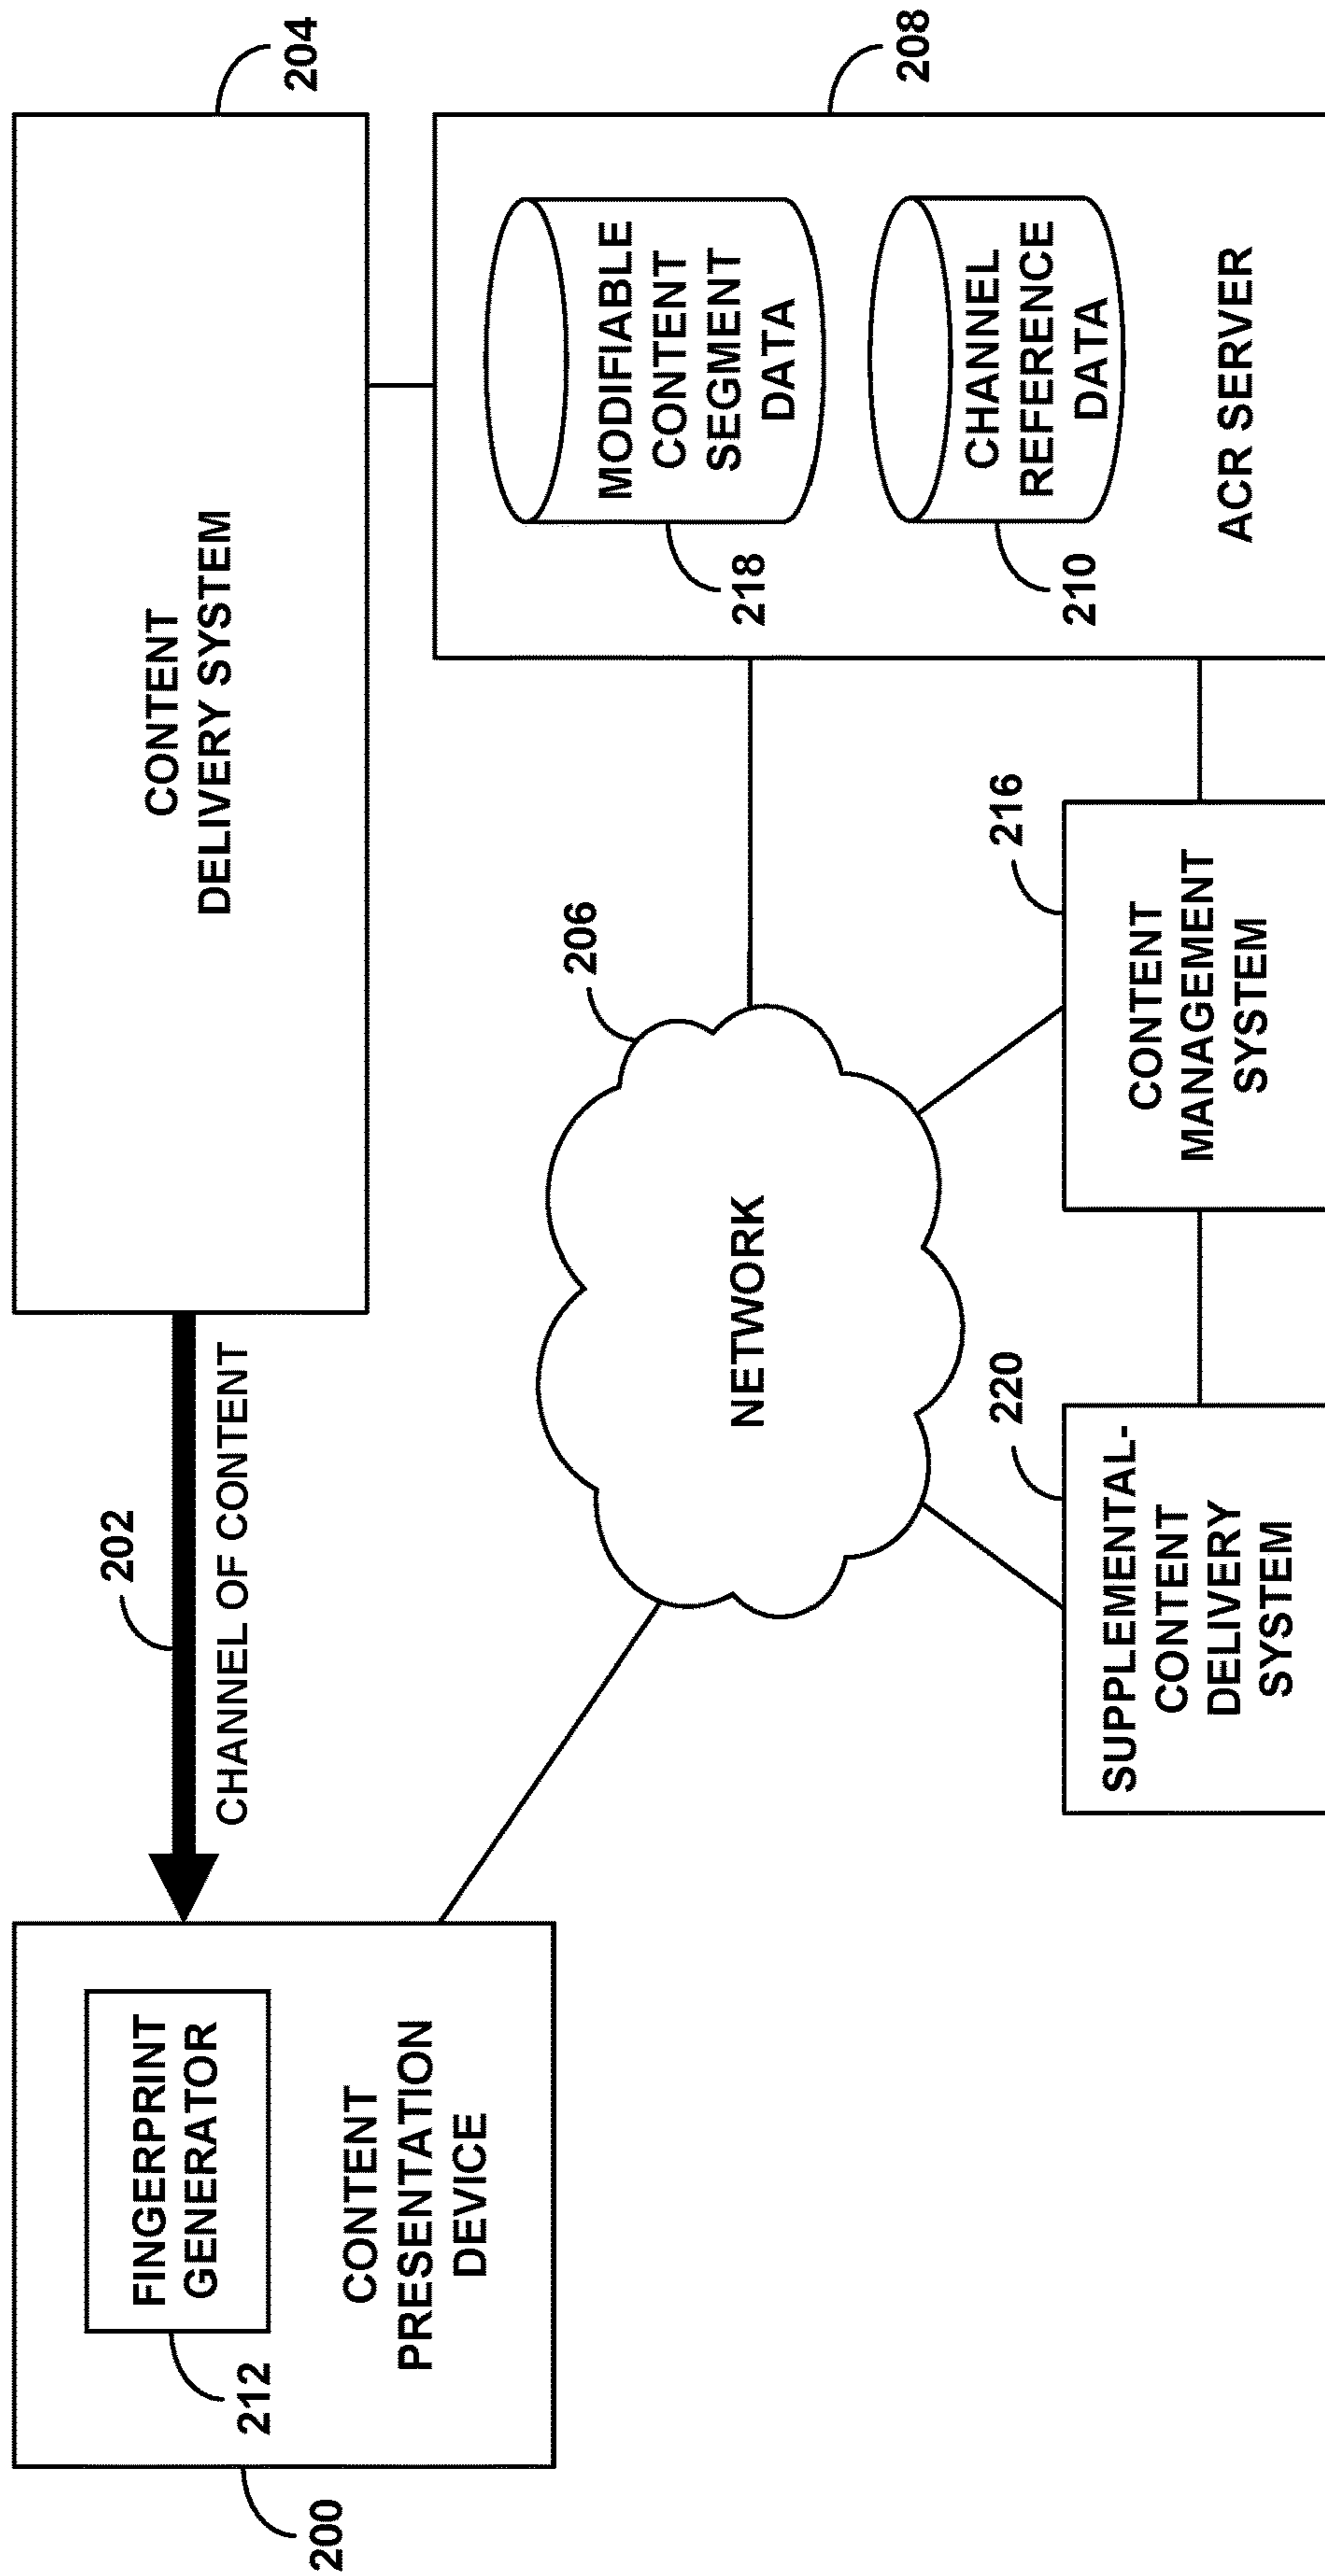 204
CONTENT
DELIVERY SYSTEM
202
CHANNEL OF CONTENT
FINGERPRINT
GENERATOR
212
CONTENT
PRESENTATION
DEVICE
200
206
NETWORK
208
MODIFIABLE
CONTENT
SEGMENT
DATA
218
CHANNEL
REFERENCE
DATA
210
ACR SERVER
216
CONTENT
MANAGEMENT
SYSTEM
220
SUPPLEMENTAL-
CONTENT
DELIVERY
SYSTEM